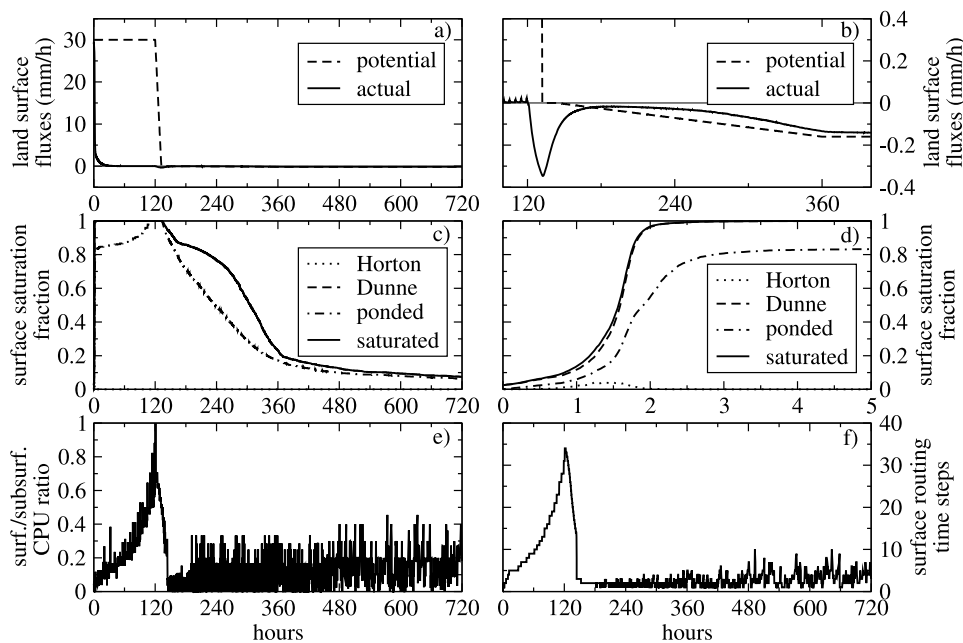 a)
land surface
fluxes (mm/h)
30
20
10
0
potential
actual
0 120 240 360 480 600 720
b)
0.4
0.2
0
-0.2
-0.4
land surface
fluxes (mm/h)
potential
actual
120 240 360
c)
surface saturation
fraction
1
0.8
0.6
0.4
0.2
0
Horton
Dunne
ponded
saturated
0 120 240 360 480 600 720
d)
1
0.8
0.6
0.4
0.2
0
surface saturation
fraction
Horton
Dunne
ponded
saturated
0 1 2 3 4 5
e)
surf./subsurf.
CPU ratio
1
0.8
0.6
0.4
0.2
0
0 120 240 360 480 600 720
hours
f)
40
30
20
10
0
surface routing
time steps
0 120 240 360 480 600 720
hours